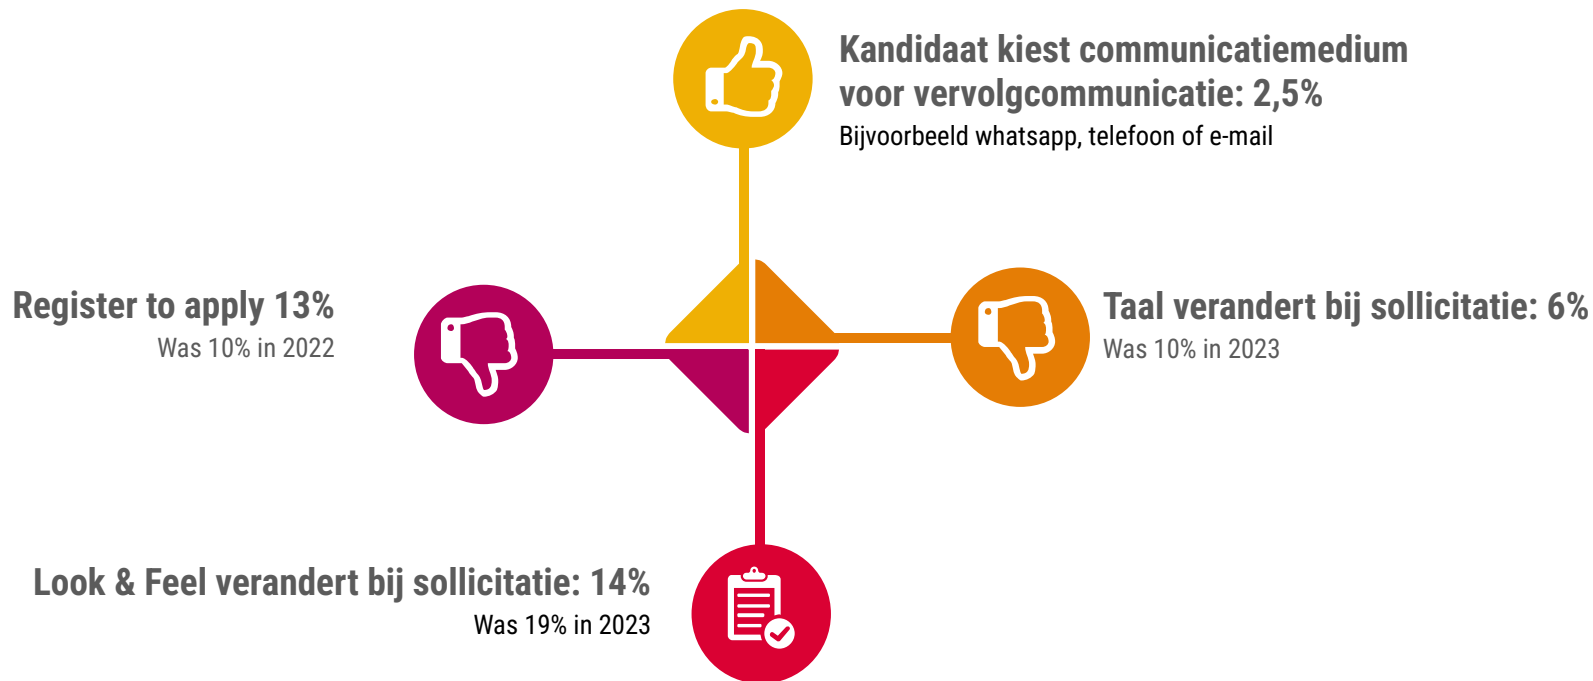 Kandidaat kiest communicatiemedium
voor vervolgcommunicatie: 2,5%
Bijvoorbeeld whatsapp, telefoon of e-mail
Register to apply 13%
Was 10% in 2022
Taal verandert bij sollicitatie: 6%
Was 10% in 2023
Look & Feel verandert bij sollicitatie: 14%
Was 19% in 2023